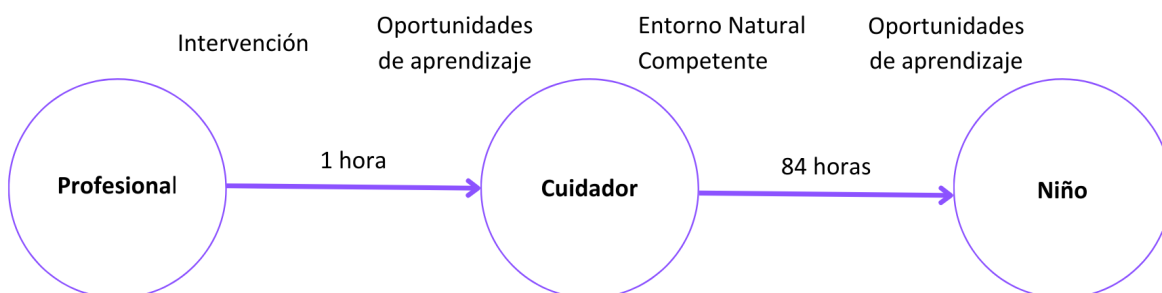 Intervención
Oportunidades
de aprendizaje
Entorno Natural
Competente
Oportunidades
de aprendizaje
Profesional
1 hora
Cuidador
84 horas
Niño